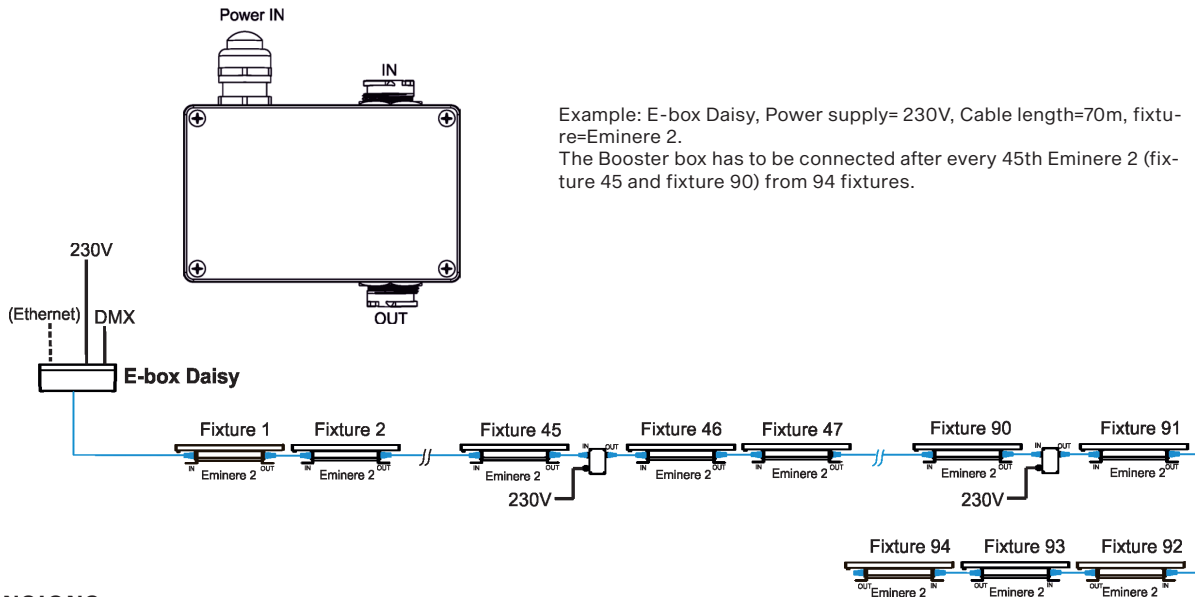 Power IN
IN
OUT
Example: E-box Daisy, Power supply= 230V, Cable length=70m, fixtu-
re=Eminere 2.
The Booster box has to be connected after every 45th Eminere 2 (fix-
ture 45 and fixture 90) from 94 fixtures.
230V
(Ethernet) DMX
E-box Daisy
Fixture 1 Fixture 2 Fixture 45 Fixture 46 Fixture 47 Fixture 90 Fixture 91
IN OUT IN OUT IN OUT IN OUT IN OUT IN OUT IN OUT IN OUT IN OUT
Eminere 2 Eminere 2 Eminere 2 Eminere 2 Eminere 2 Eminere 2 Eminere 2
230V 230V
Fixture 94 Fixture 93 Fixture 92
OUT IN OUT IN OUT IN
Eminere 2 Eminere 2 Eminere 2